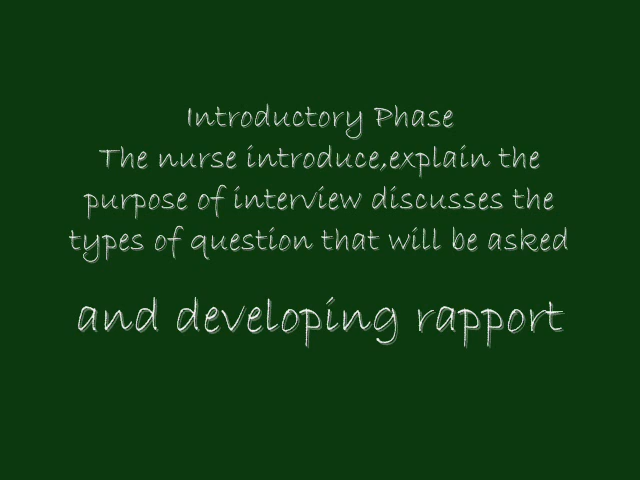 Introductory Phase
The nurse introduce,explain the
purpose of interview discusses the
types of question that will be asked
and developing rapport